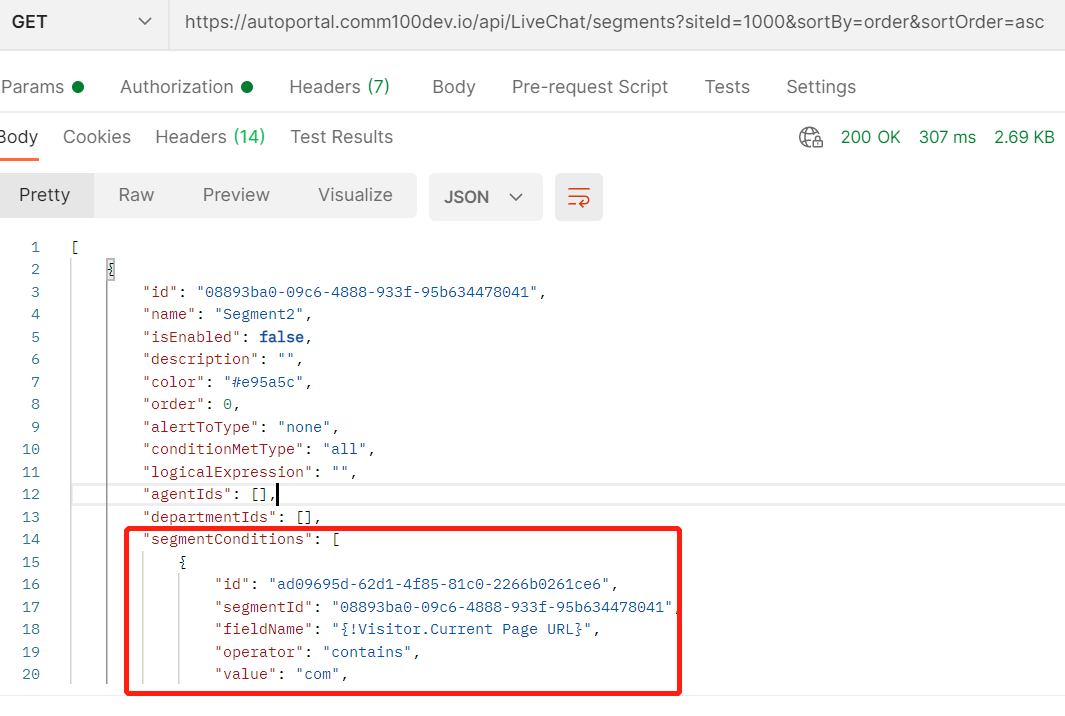 GET https://autoportal.comm100dev.io/api/LiveChat/segments?siteId=1000&sortBy=order&sortOrder=asc
Params Authorization Headers (7) Body Pre-request Script Tests Settings
Body Cookies Headers (14) Test Results 200 OK 307 ms 2.69 KB
Pretty Raw Preview Visualize JSON
1 [
2 {
3 "id": "08893ba0-09c6-4888-933f-95b634478041",
4 "name": "Segment2",
5 "isEnabled": false,
6 "description": "",
7 "color": "#e95a5c",
8 "order": 0,
9 "alertToType": "none",
10 "conditionMetType": "all",
11 "logicalExpression": "",
12 "agentIds": [],
13 "departmentIds": [],
14 "segmentConditions": [
15 {
16 "id": "ad09695d-62d1-4f85-81c0-2266b0261ce6",
17 "segmentId": "08893ba0-09c6-4888-933f-95b634478041",
18 "fieldName": "{!Visitor.Current Page URL}",
19 "operator": "contains",
20 "value": "com",